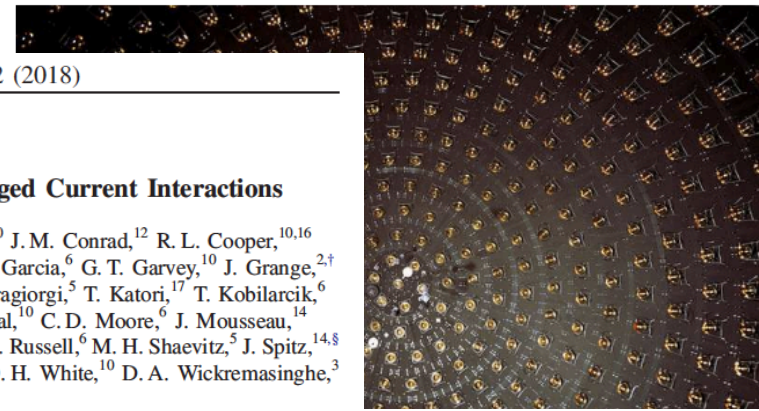 2 (2018)
ged Current Interactions
J. M. Conrad,¹² R. L. Cooper,¹⁰,¹⁶
Garcia,⁶ G. T. Garvey,¹⁰ J. Grange,²,†
ragiorgi,⁵ T. Katori,¹⁷ T. Kobilarcik,⁶
al,¹⁰ C. D. Moore,⁶ J. Mousseau,¹⁴
. Russell,⁶ M. H. Shaevitz,⁵ J. Spitz,¹⁴,§
. H. White,¹⁰ D. A. Wickremasinghe,³